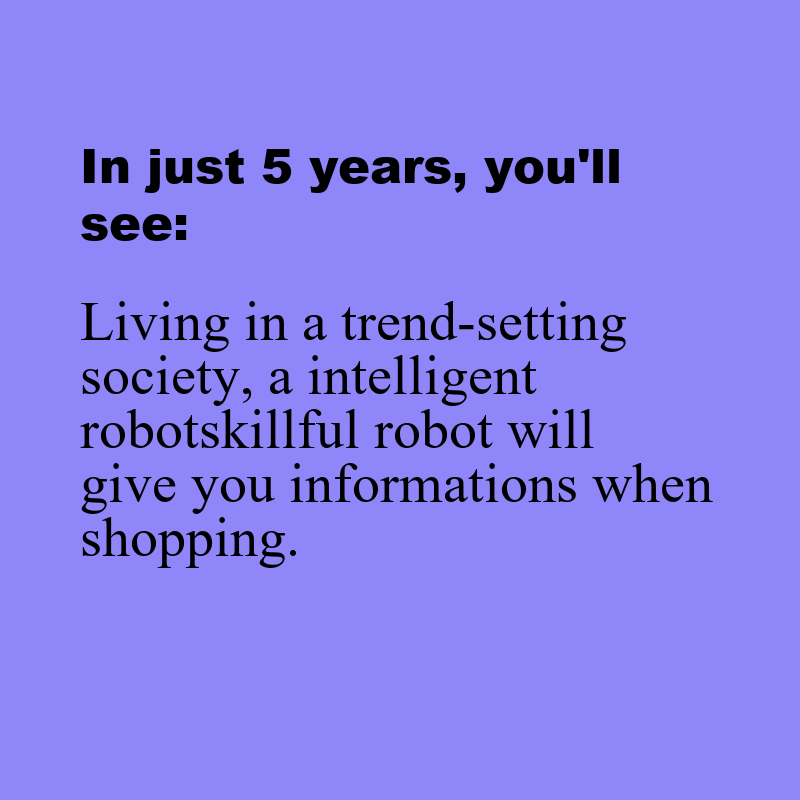 In just 5 years, you'll
see:
Living in a trend-setting
society, a intelligent
robotskillful robot will
give you informations when
shopping.